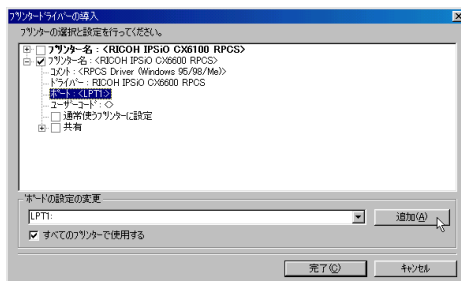 プリンタードライバーの導入
プリンターの選択と設定を行ってください。
プリンター名 : <RICOH IPSiO CX6100 RPCS>
プリンター名 : <RICOH IPSiO CX6600 RPCS>
コメント : <RPCS Driver (Windows 95/98/Me)>
ドライバー : RICOH IPSiO CX6600 RPCS
ポート : <LPT1:>
ユーザーコード : <>
通常使うプリンターに設定
共有
'ポート'の設定の変更
LPT1:
追加(A)
すべてのプリンターで使用する
完了(O)
キャンセル